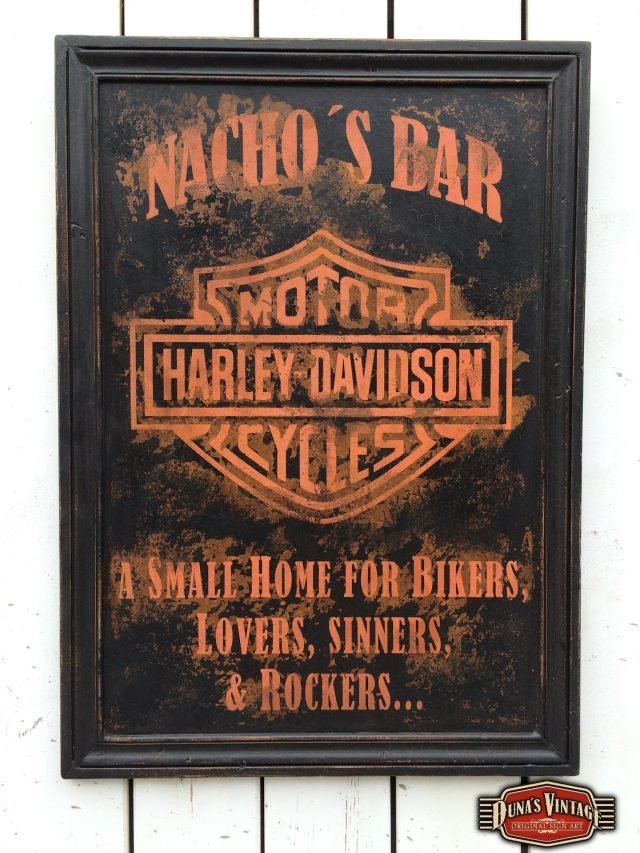 NACHO´S BAR
MOTOR
HARLEY-DAVIDSON
CYCLES
A SMALL HOME FOR BIKERS,
LOVERS, SINNERS,
& ROCKERS...
DUNA'S VINTAGE
ORIGINAL SIGN ART